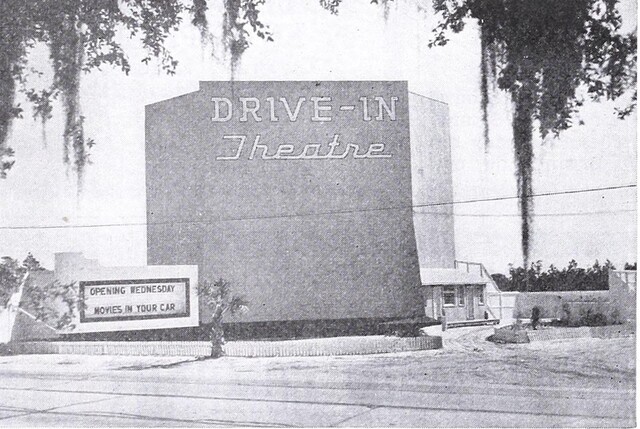 DRIVE-IN
Theatre
OPENING WEDNESDAY
MOVIES IN YOUR CAR